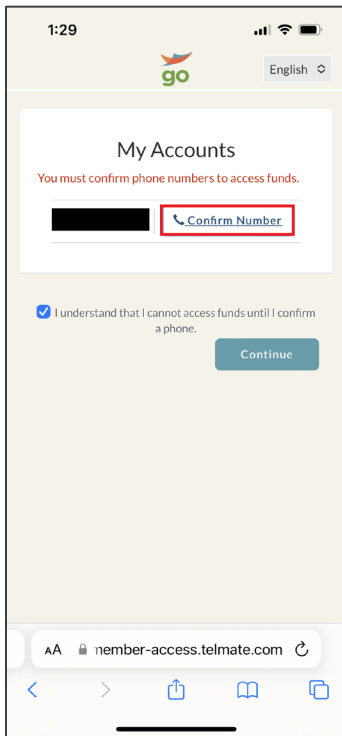 1:29
go
English
My Accounts
You must confirm phone numbers to access funds.
Confirm Number
I understand that I cannot access funds until I confirm
a phone.
Continue
AA
member-access.telmate.com